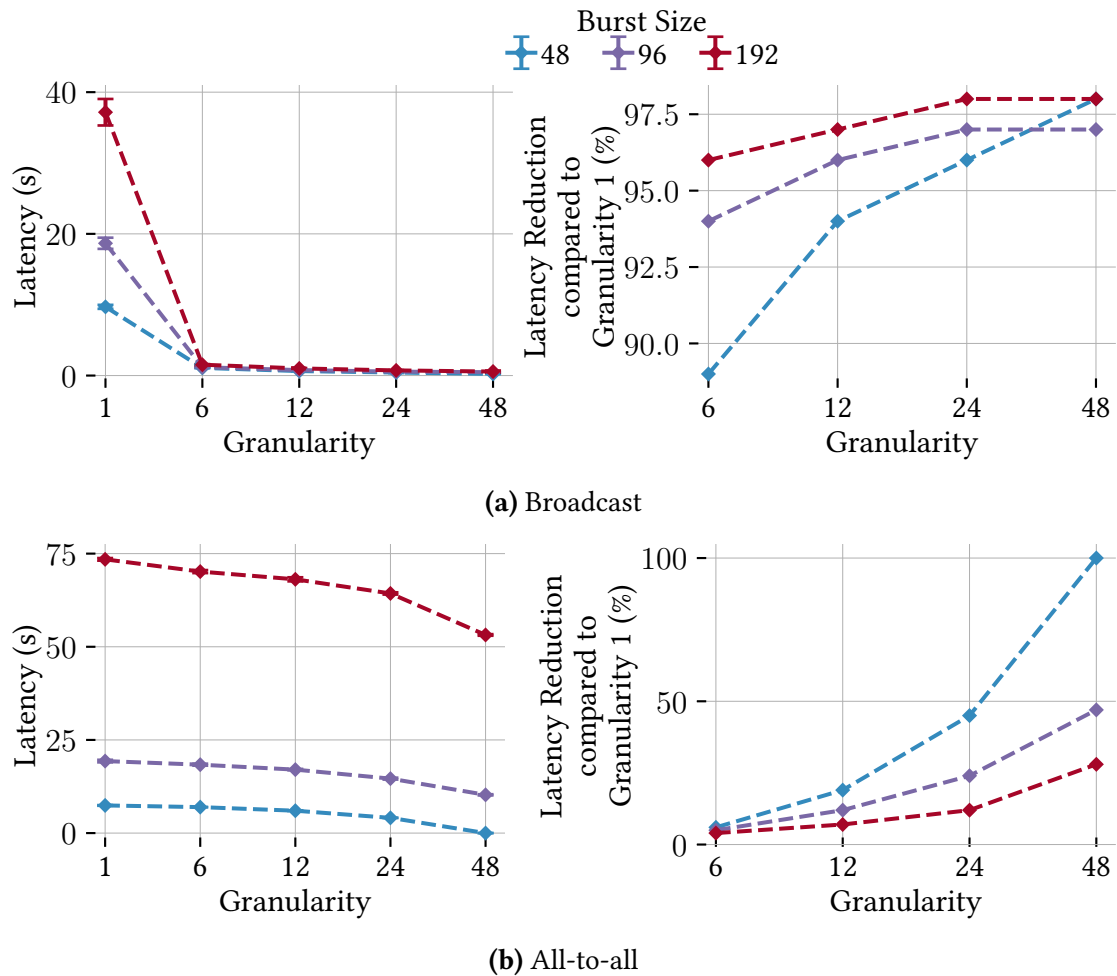 Burst Size
48 96 192
Latency (s)
40
20
0
1 6 12 24 48
Granularity
Latency Reduction
compared to
Granularity 1 (%)
97.5
95.0
92.5
90.0
6 12 24 48
Granularity
(a) Broadcast
Latency (s)
75
50
25
0
1 6 12 24 48
Granularity
Latency Reduction
compared to
Granularity 1 (%)
100
50
0
6 12 24 48
Granularity
(b) All-to-all